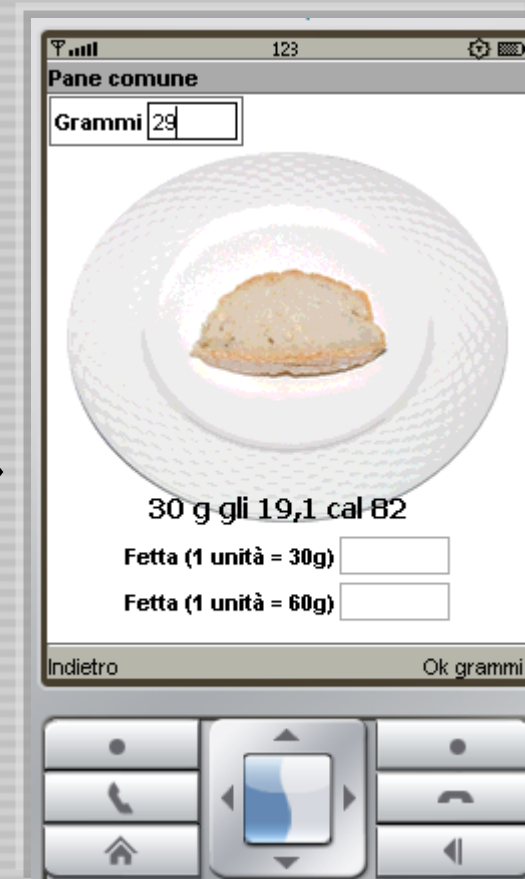 123
Pane comune
Grammi 29
30 g gli 19,1 cal 82
Fetta (1 unità = 30g)
Fetta (1 unità = 60g)
Indietro Ok grammi